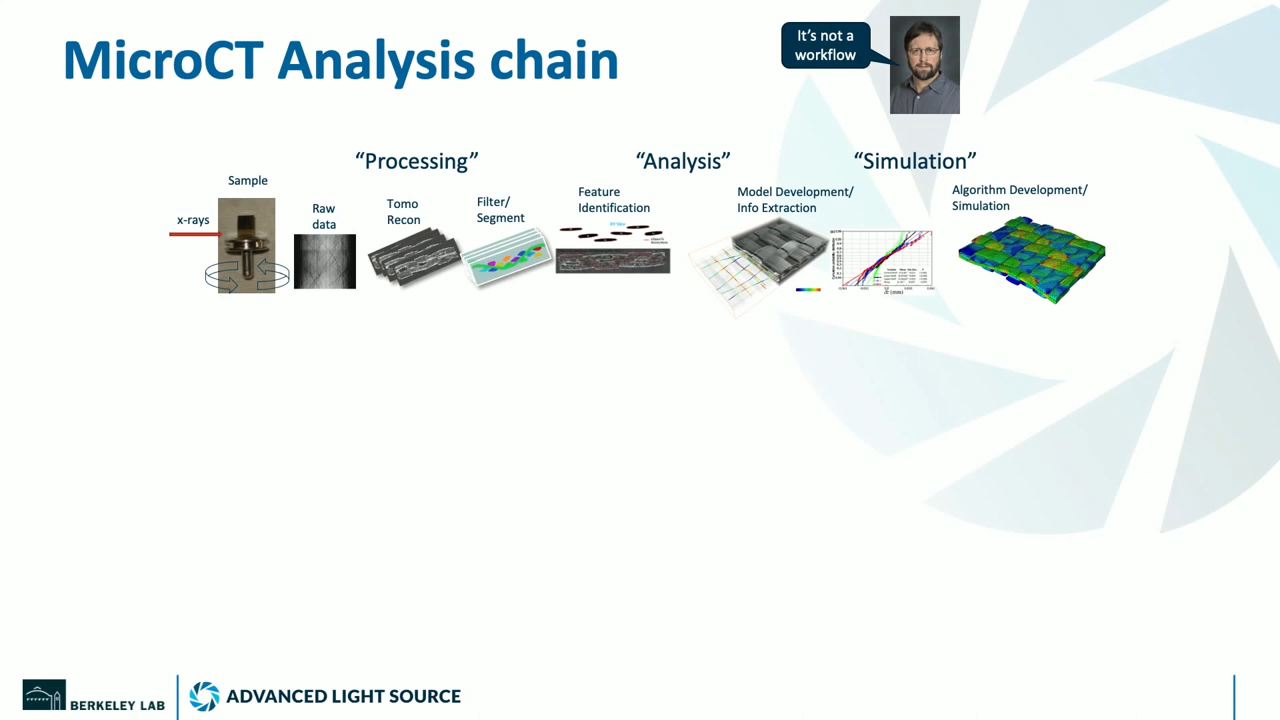 MicroCT Analysis chain
It's not a
workflow
“Processing”
“Analysis”
“Simulation”
Sample
x-rays
Raw
data
Tomo
Recon
Filter/
Segment
Feature
Identification
Model Development/
Info Extraction
Algorithm Development/
Simulation
BERKELEY LAB
ADVANCED LIGHT SOURCE